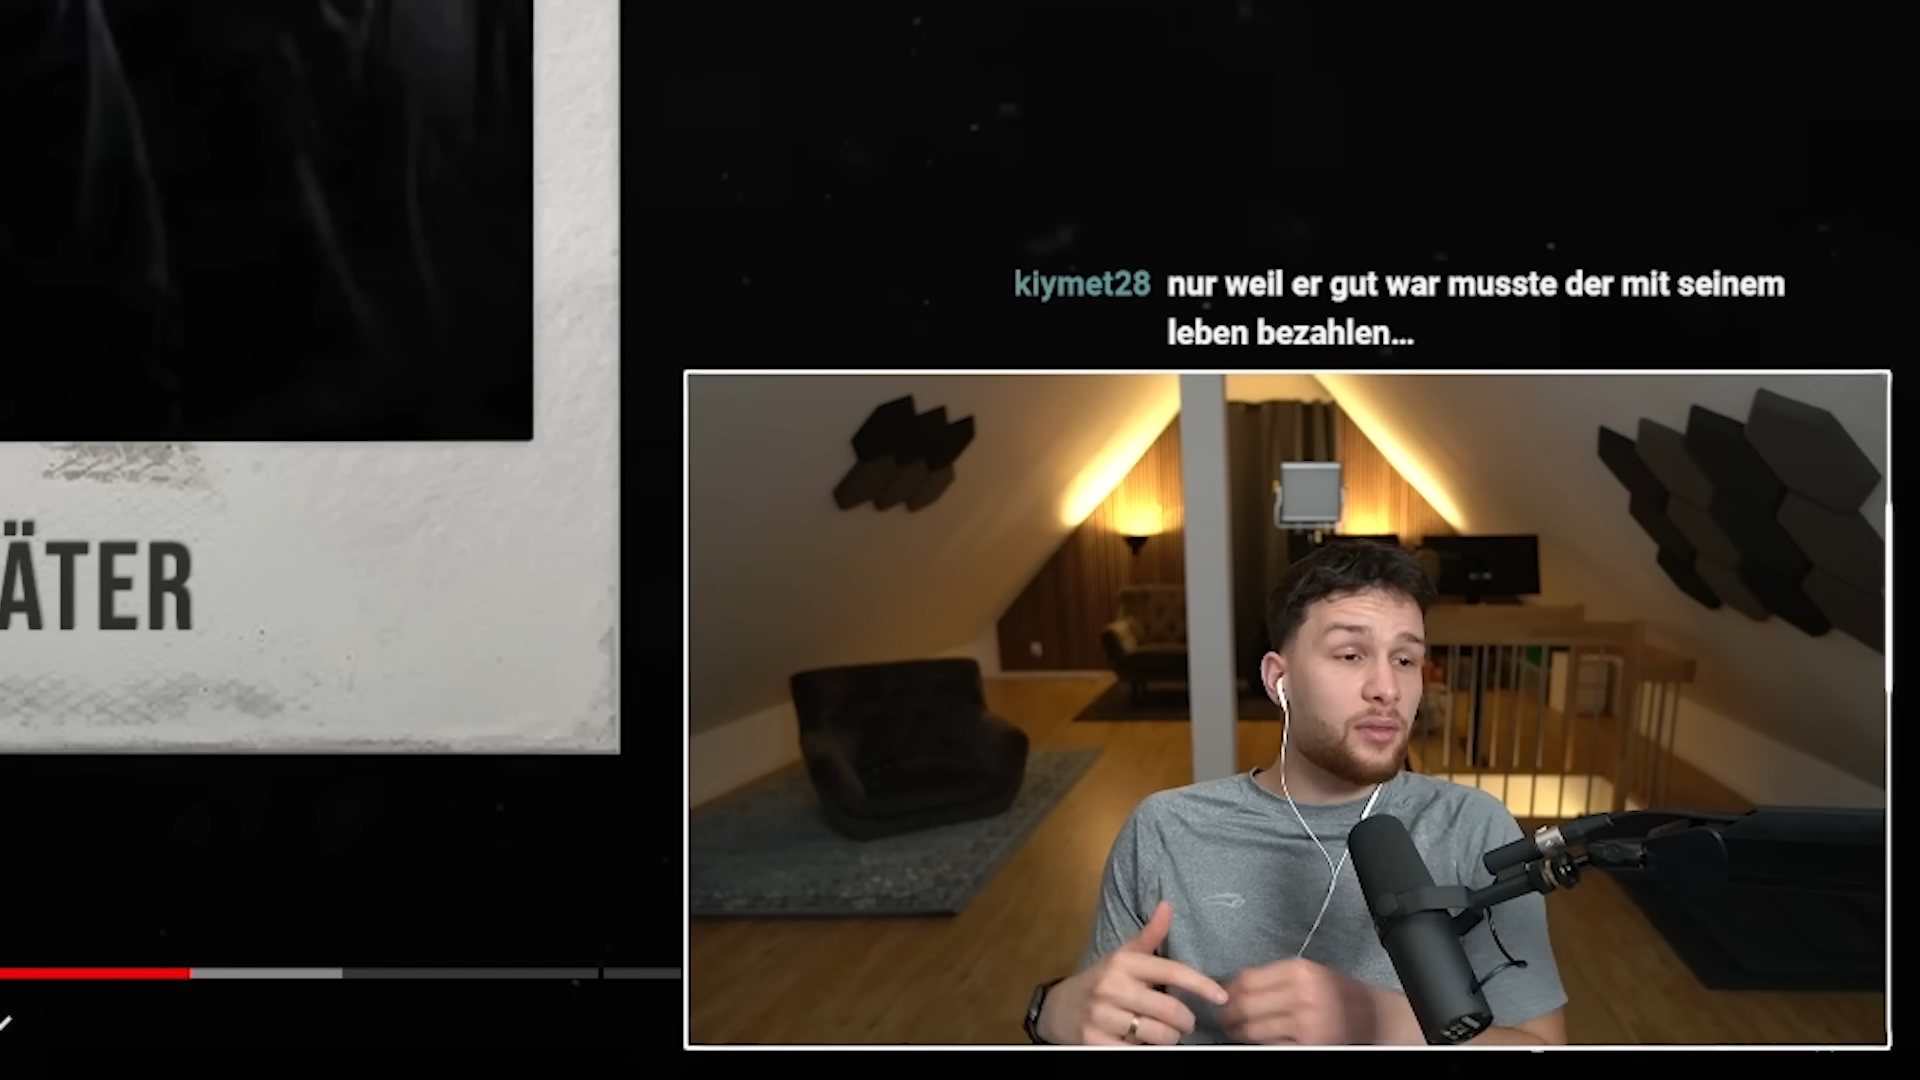 kiymet28 nur weil er gut war musste der mit seinem
leben bezahlen...
ÄTER